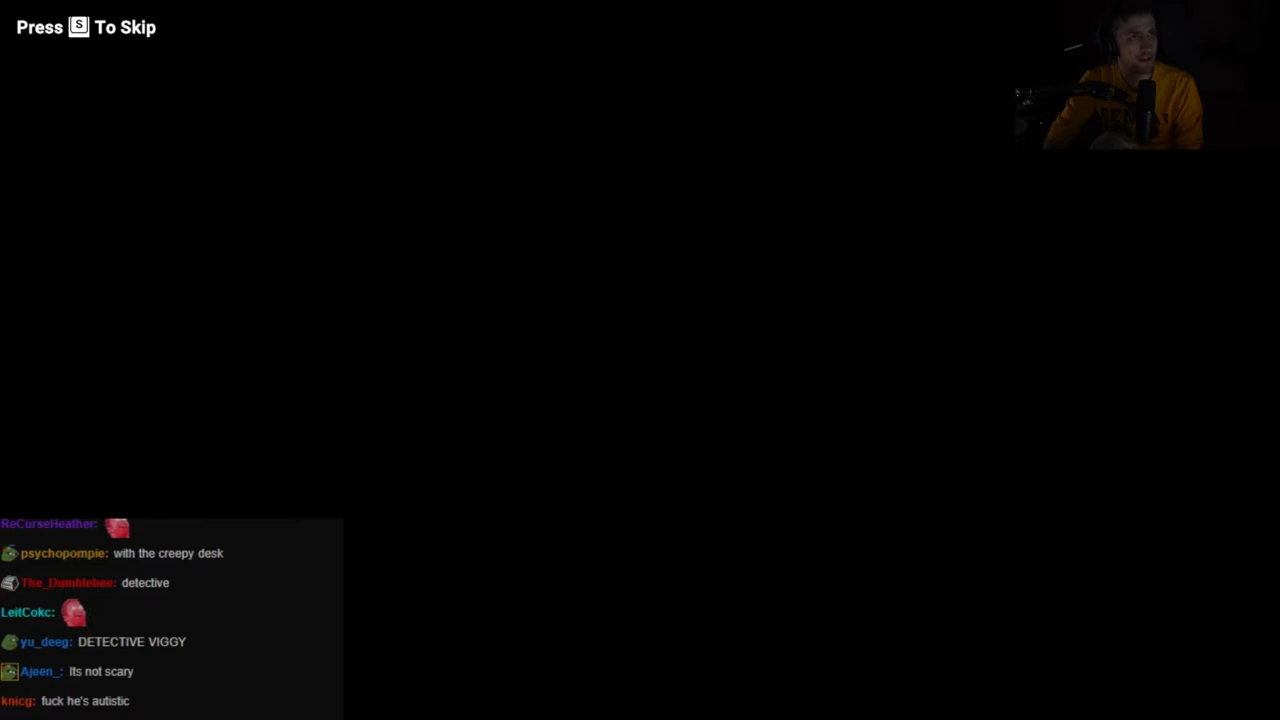 Press S To Skip
ReCurseHeather:
psychopompie: with the creepy desk
The_Dumblebee: detective
LeitCokc:
yu_deeg: DETECTIVE VIGGY
Ajeen_: Its not scary
knicg: fuck he's autistic